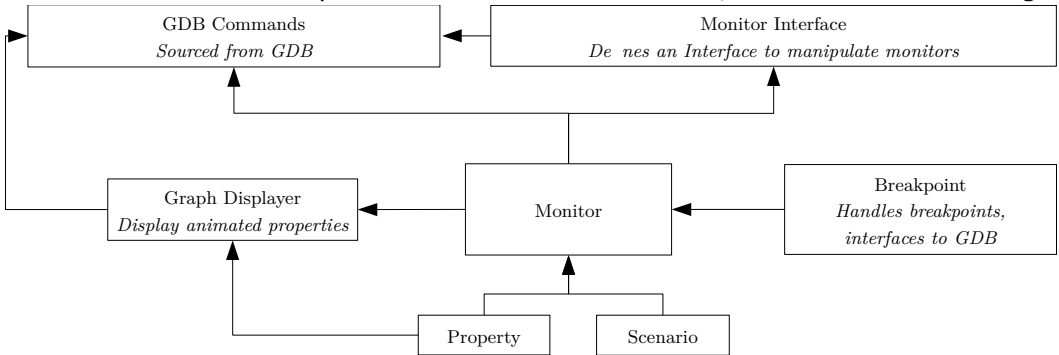 GDB Commands
Sourced from GDB
Monitor Interface
De nes an Interface to manipulate monitors
Graph Displayer
Display animated properties
Monitor
Breakpoint
Handles breakpoints,
interfaces to GDB
Property
Scenario